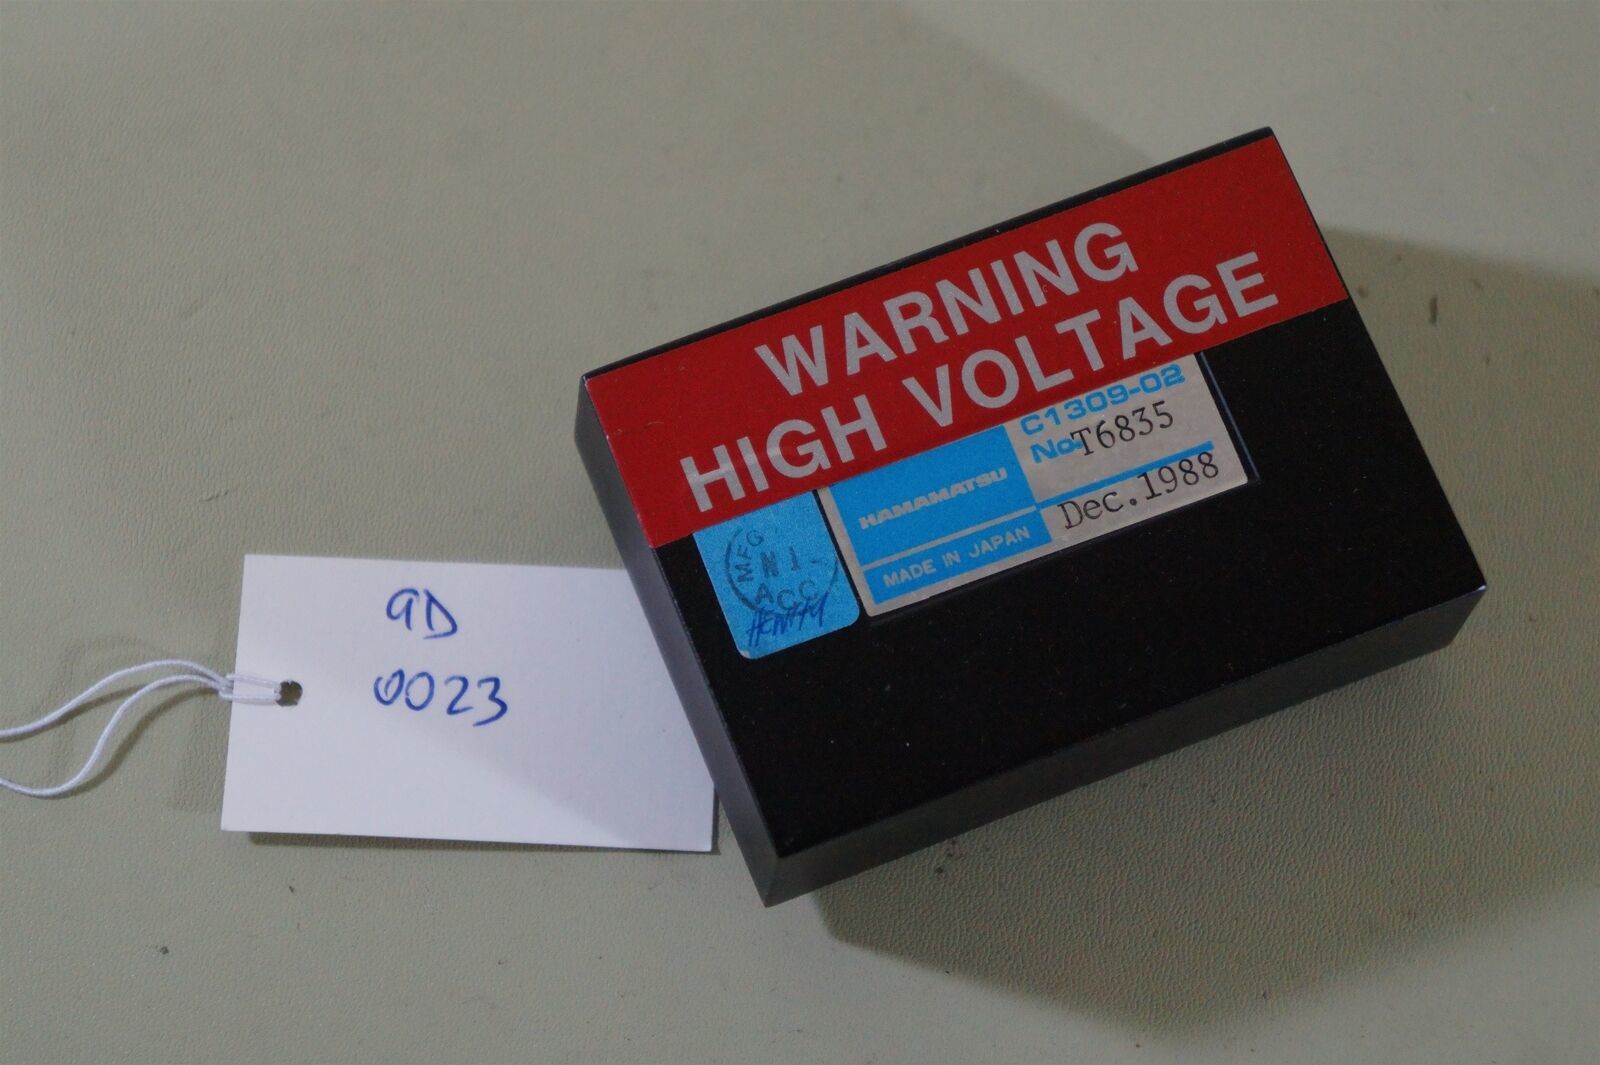 WARNING
HIGH VOLTAGE
C1309-02
No. T6835
HAMAMATSU
Dec. 1988
MADE IN JAPAN
MFG
N1
ACC
9D
0023